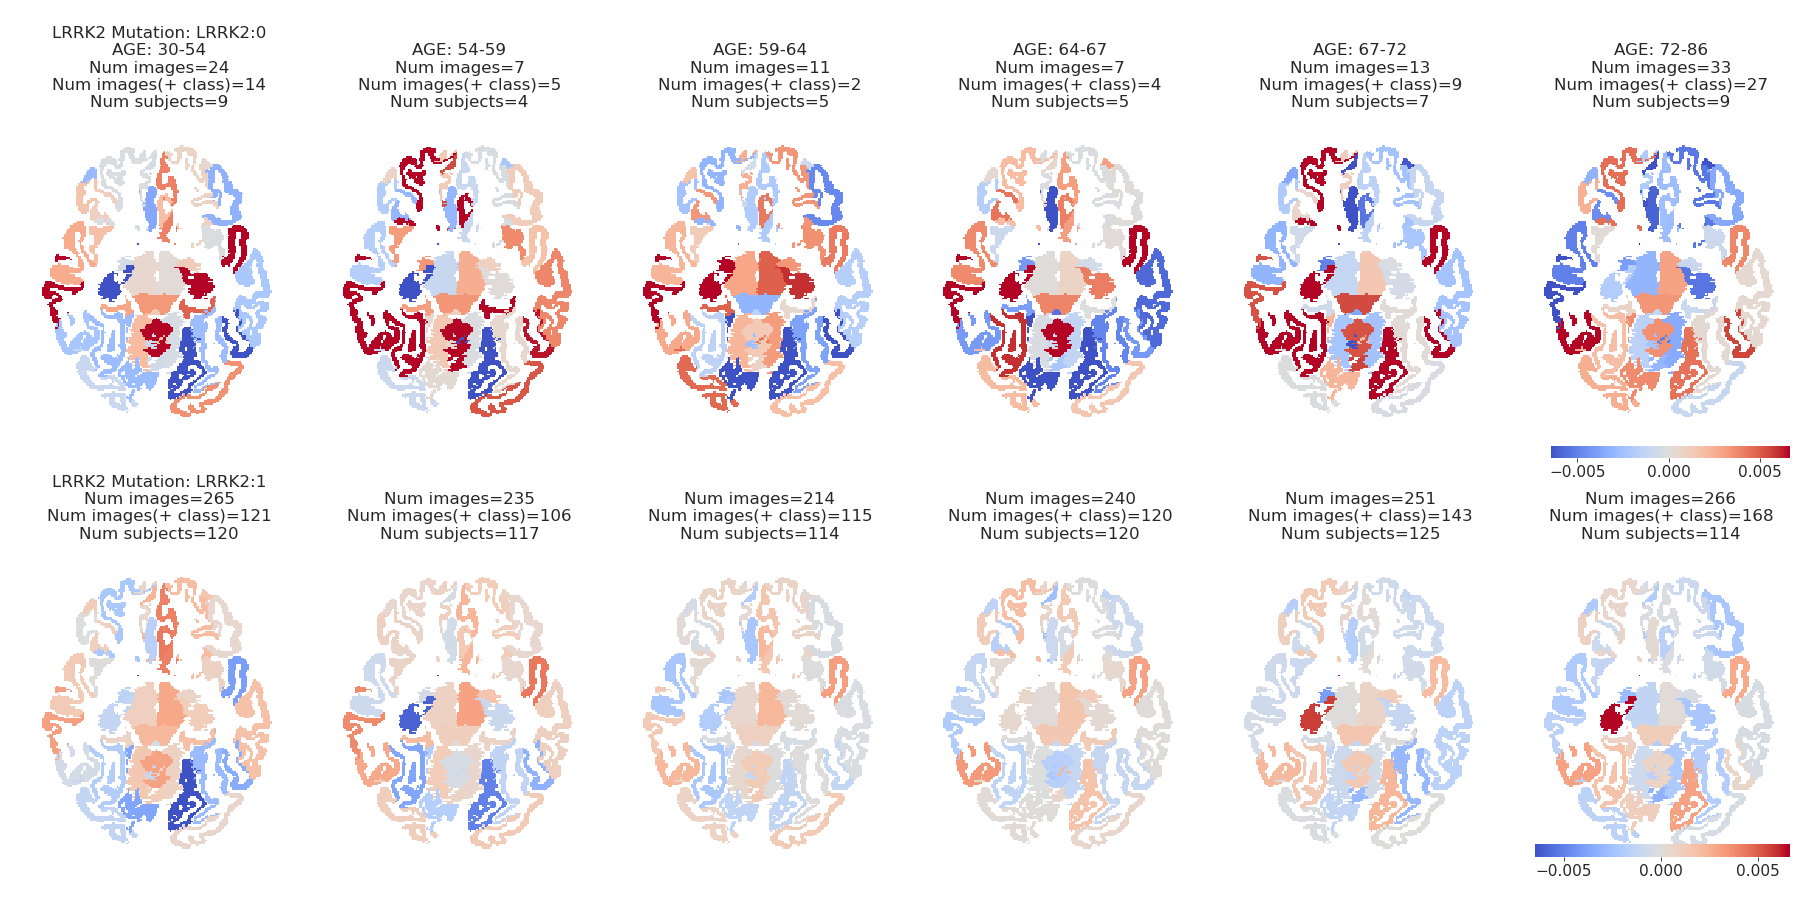 LRRK2 Mutation: LRRK2:0
AGE: 30-54
Num images=24
Num images(+ class)=14
Num subjects=9
AGE: 54-59
Num images=7
Num images(+ class)=5
Num subjects=4
AGE: 59-64
Num images=11
Num images(+ class)=2
Num subjects=5
AGE: 64-67
Num images=7
Num images(+ class)=4
Num subjects=5
AGE: 67-72
Num images=13
Num images(+ class)=9
Num subjects=7
AGE: 72-86
Num images=33
Num images(+ class)=27
Num subjects=9
−0.005 0.000 0.005
LRRK2 Mutation: LRRK2:1
Num images=265
Num images(+ class)=121
Num subjects=120
Num images=235
Num images(+ class)=106
Num subjects=117
Num images=214
Num images(+ class)=115
Num subjects=114
Num images=240
Num images(+ class)=120
Num subjects=120
Num images=251
Num images(+ class)=143
Num subjects=125
Num images=266
Num images(+ class)=168
Num subjects=114
−0.005 0.000 0.005